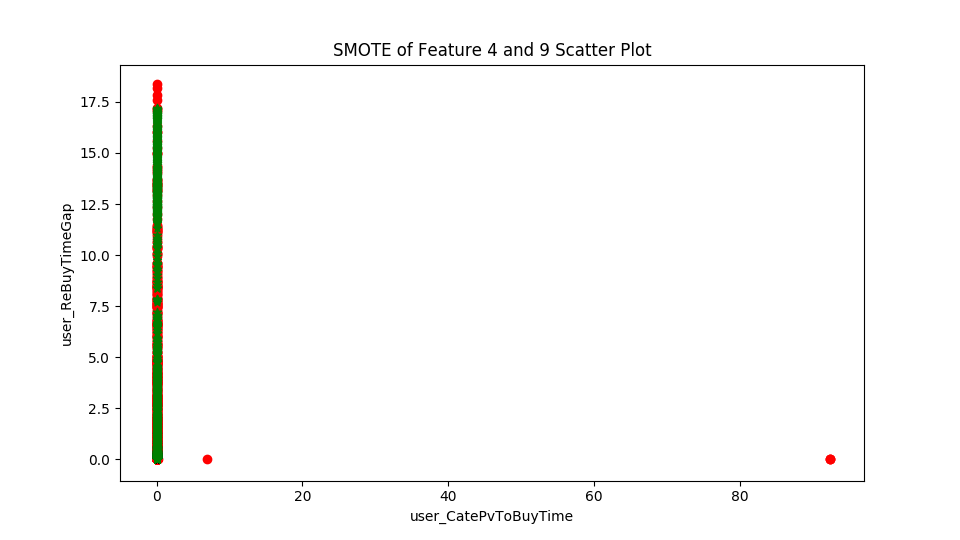 SMOTE of Feature 4 and 9 Scatter Plot
17.5
15.0
12.5
10.0
7.5
5.0
2.5
0.0
user_ReBuyTimeGap
0 20 40 60 80
user_CatePvToBuyTime